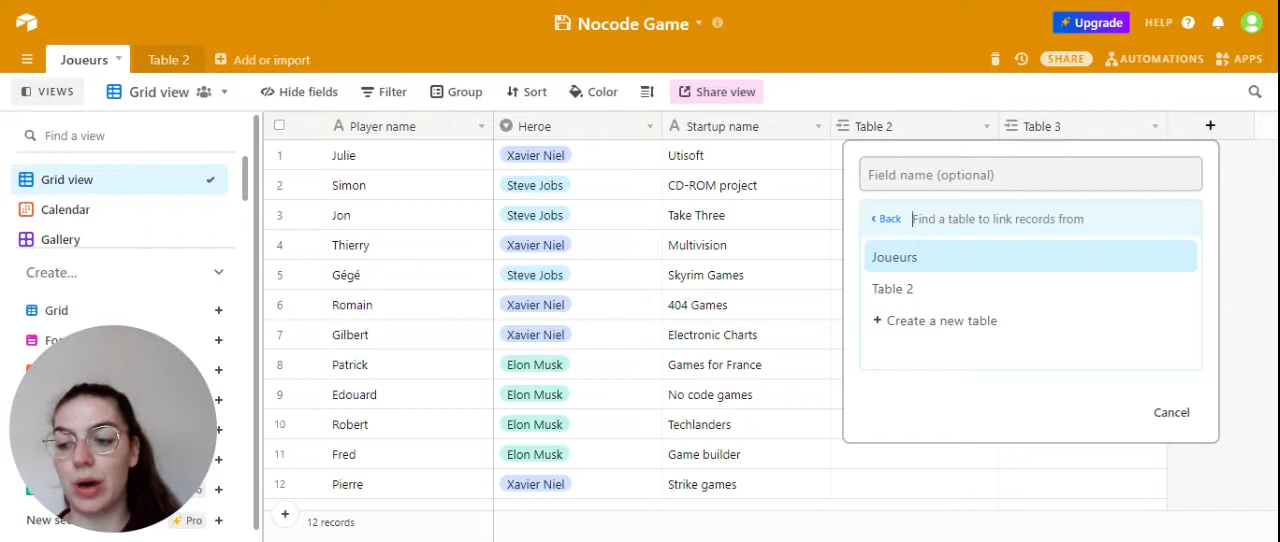 Nocode Game
Upgrade
HELP
Joueurs
Table 2
Add or import
SHARE
AUTOMATIONS
APPS
VIEWS
Grid view
Hide fields
Filter
Group
Sort
Color
Share view
Find a view
Grid view
Calendar
Gallery
Create...
Grid
Fo
Pro
New se
Pro
Player name Heroe Startup name Table 2 Table 3
1 Julie Xavier Niel Utisoft
2 Simon Steve Jobs CD-ROM project
3 Jon Steve Jobs Take Three
4 Thierry Xavier Niel Multivision
5 Gégé Steve Jobs Skyrim Games
6 Romain Xavier Niel 404 Games
7 Gilbert Xavier Niel Electronic Charts
8 Patrick Elon Musk Games for France
9 Edouard Elon Musk No code games
10 Robert Elon Musk Techlanders
11 Fred Elon Musk Game builder
12 Pierre Xavier Niel Strike games
12 records
Field name (optional)
Back
Find a table to link records from
Joueurs
Table 2
+ Create a new table
Cancel